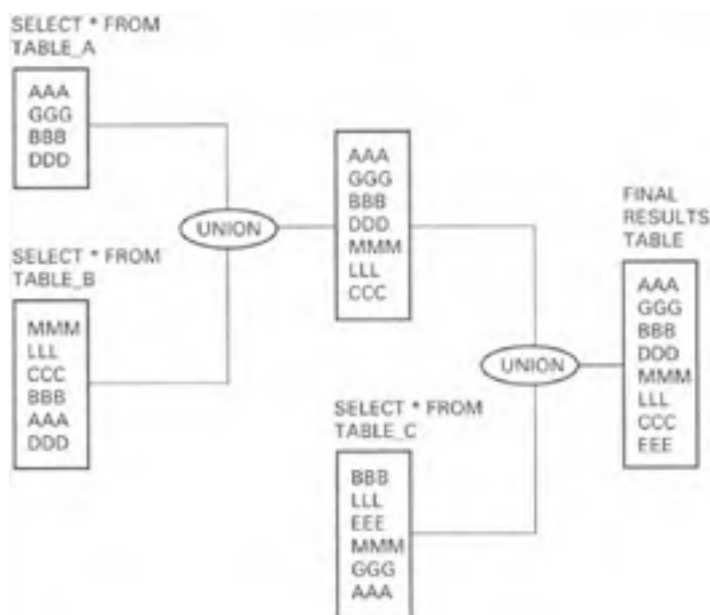 SELECT * FROM
TABLE_A
AAA
GGG
BBB
DDD
UNION
SELECT * FROM
TABLE_B
MMM
LLL
CCC
BBB
AAA
DDD
AAA
GGG
BBB
DDD
MMM
LLL
CCC
UNION
SELECT * FROM
TABLE_C
BBB
LLL
EEE
MMM
GGG
AAA
FINAL
RESULTS
TABLE
AAA
GGG
BBB
DDD
MMM
LLL
CCC
EEE